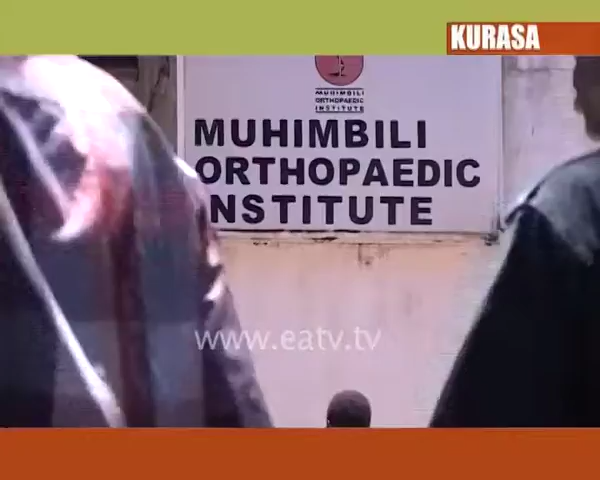 KURASA
MUHIMBILI
ORTHOPAEDIC
INSTITUTE
MUHIMBILI
ORTHOPAEDIC
INSTITUTE
www.eatv.tv